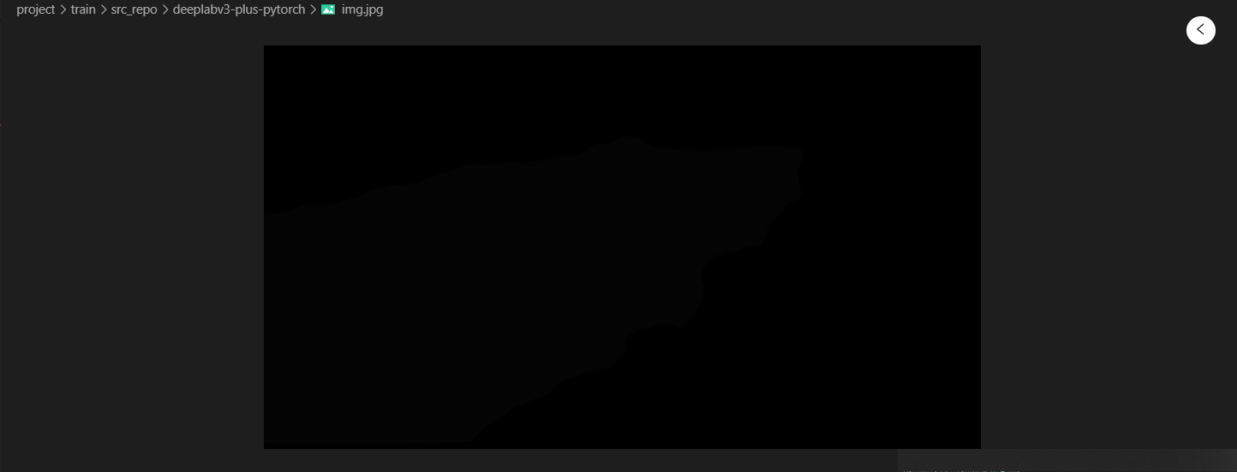 project > train > src_repo > deeplabv3-plus-pytorch > img.jpg